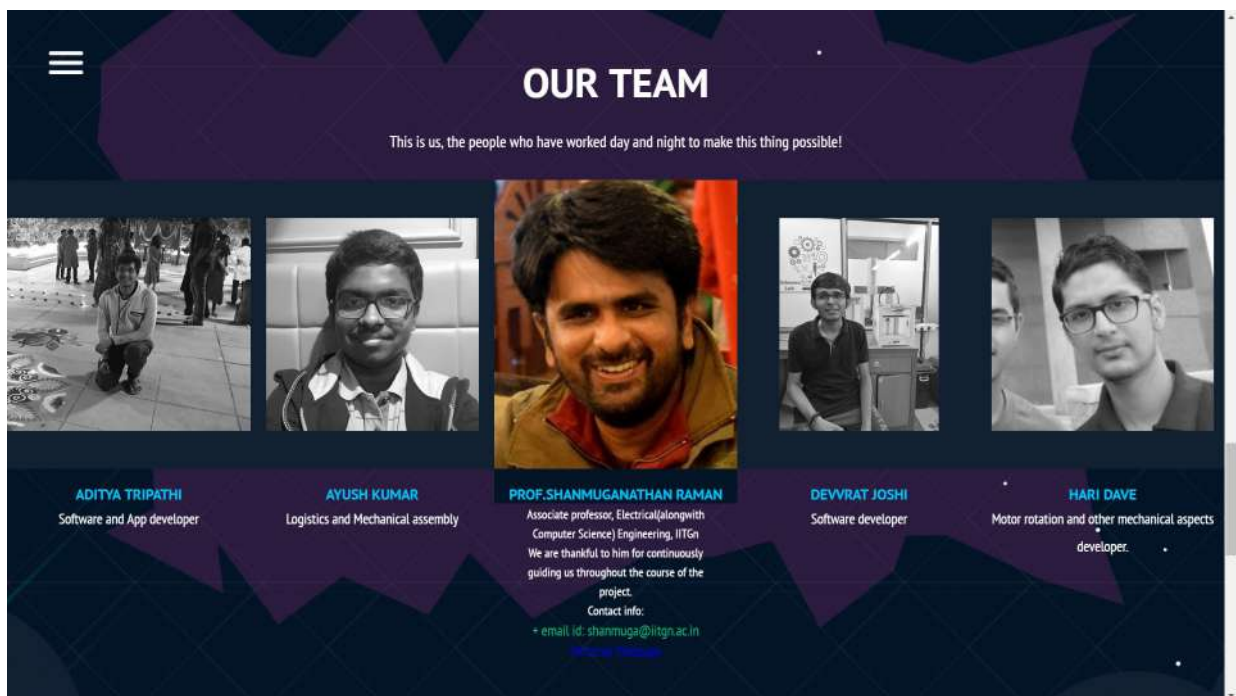 OUR TEAM
This is us, the people who have worked day and night to make this thing possible!
ADITYA TRIPATHI
Software and App developer
AYUSH KUMAR
Logistics and Mechanical assembly
PROF.SHANMUGANATHAN RAMAN
Associate professor, Electrical(alongwith
Computer Science) Engineering, IITGn
We are thankful to him for continuously
guiding us throughout the course of the
project.
Contact info:
+ email id: shanmuga@iitgn.ac.in
DEVVRAT JOSHI
Software developer
HARI DAVE
Motor rotation and other mechanical aspects
developer.